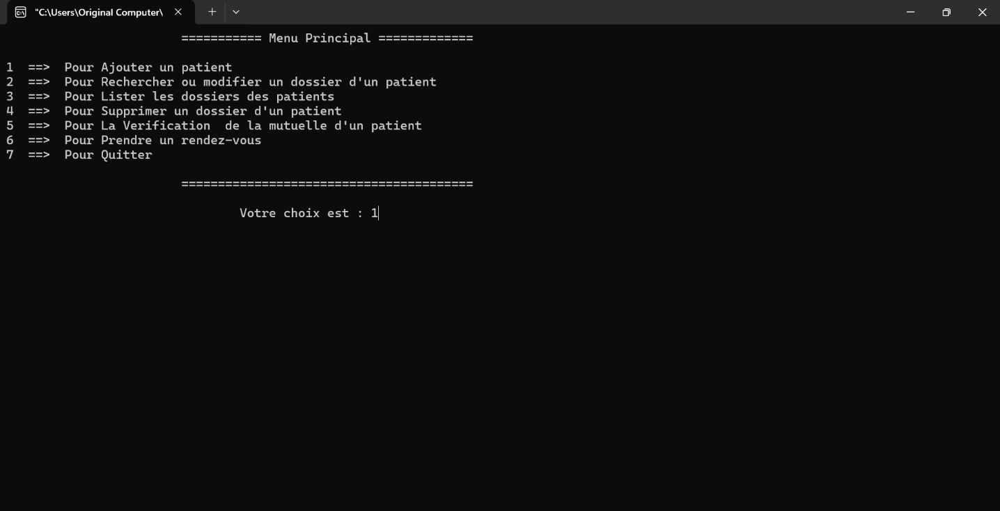 "C:\Users\Original Computer\
=========== Menu Principal =============
1  ==>  Pour Ajouter un patient
2  ==>  Pour Rechercher ou modifier un dossier d'un patient
3  ==>  Pour Lister les dossiers des patients
4  ==>  Pour Supprimer un dossier d'un patient
5  ==>  Pour La Verification  de la mutuelle d'un patient
6  ==>  Pour Prendre un rendez-vous
7  ==>  Pour Quitter
========================================
Votre choix est : 1